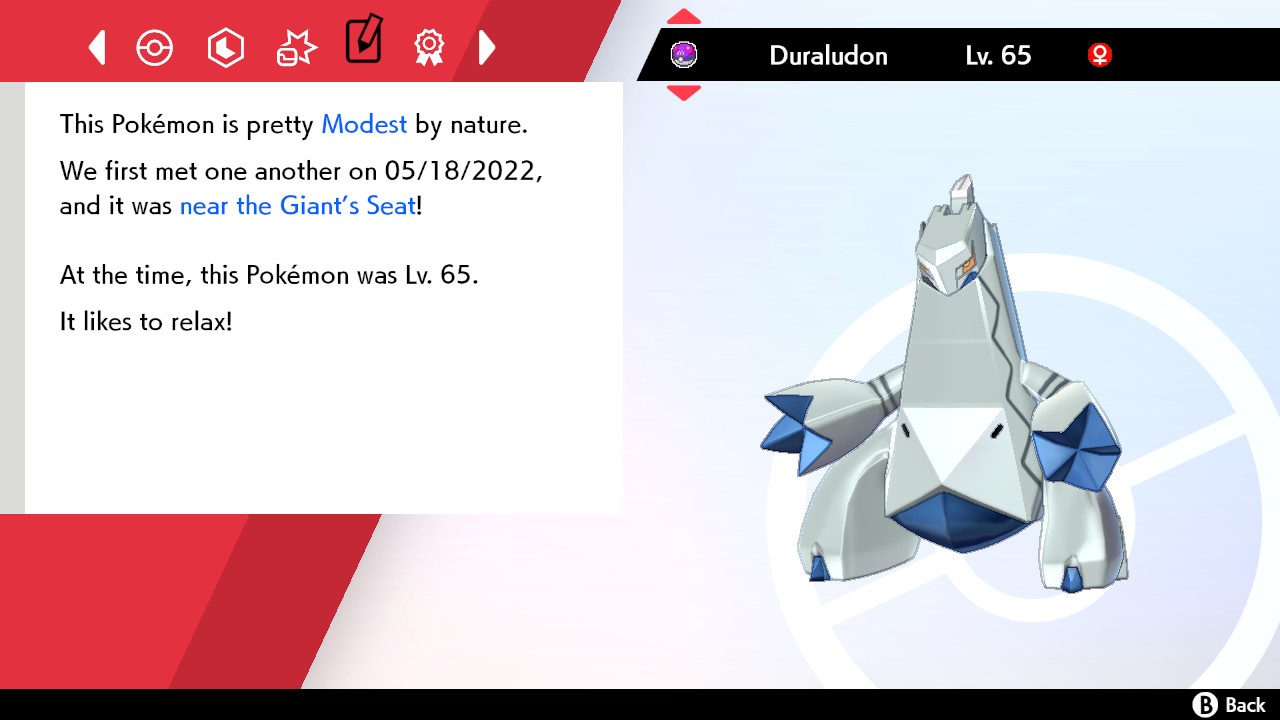 Duraludon Lv. 65 ♀
This Pokémon is pretty Modest by nature.
We first met one another on 05/18/2022,
and it was near the Giant's Seat!
At the time, this Pokémon was Lv. 65.
It likes to relax!
B Back